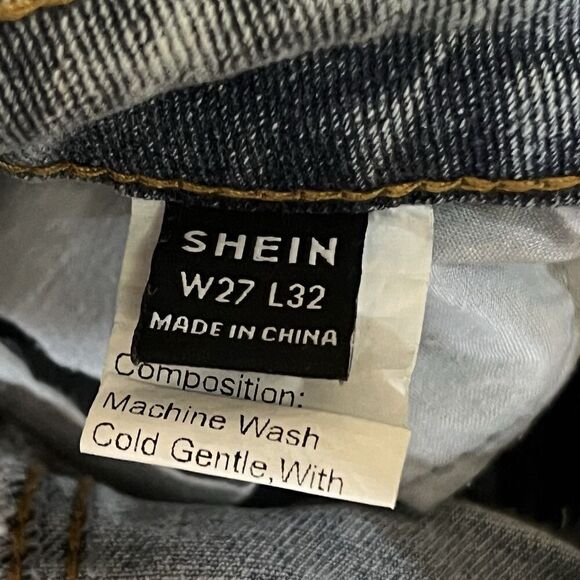 SHEIN
W27 L32
MADE IN CHINA
Composition:
Machine Wash
Cold Gentle, With